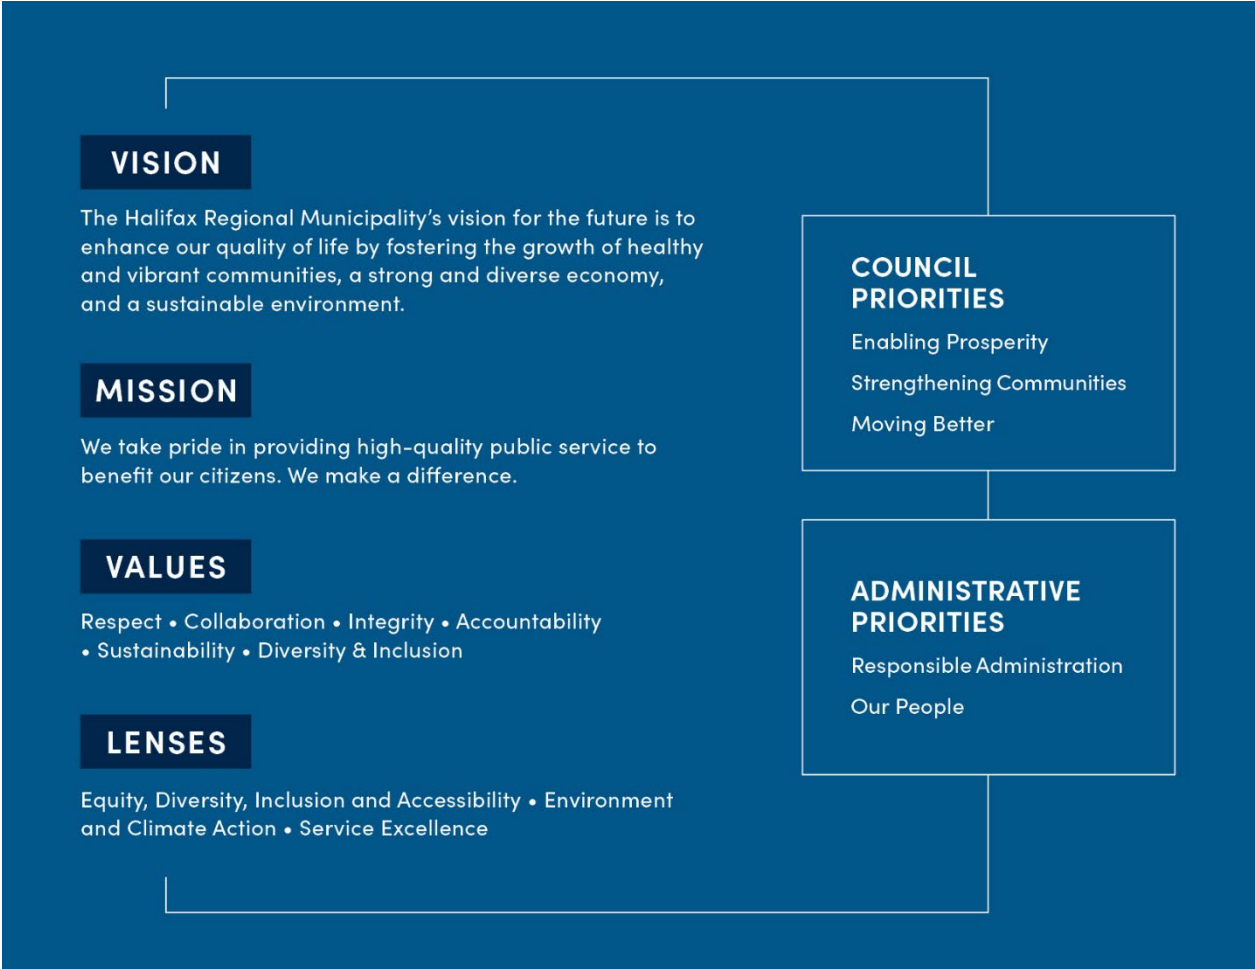 VISION
The Halifax Regional Municipality’s vision for the future is to
enhance our quality of life by fostering the growth of healthy
and vibrant communities, a strong and diverse economy,
and a sustainable environment.
MISSION
We take pride in providing high-quality public service to
benefit our citizens. We make a difference.
VALUES
Respect • Collaboration • Integrity • Accountability
• Sustainability • Diversity & Inclusion
LENSES
Equity, Diversity, Inclusion and Accessibility • Environment
and Climate Action • Service Excellence
COUNCIL
PRIORITIES
Enabling Prosperity
Strengthening Communities
Moving Better
ADMINISTRATIVE
PRIORITIES
Responsible Administration
Our People